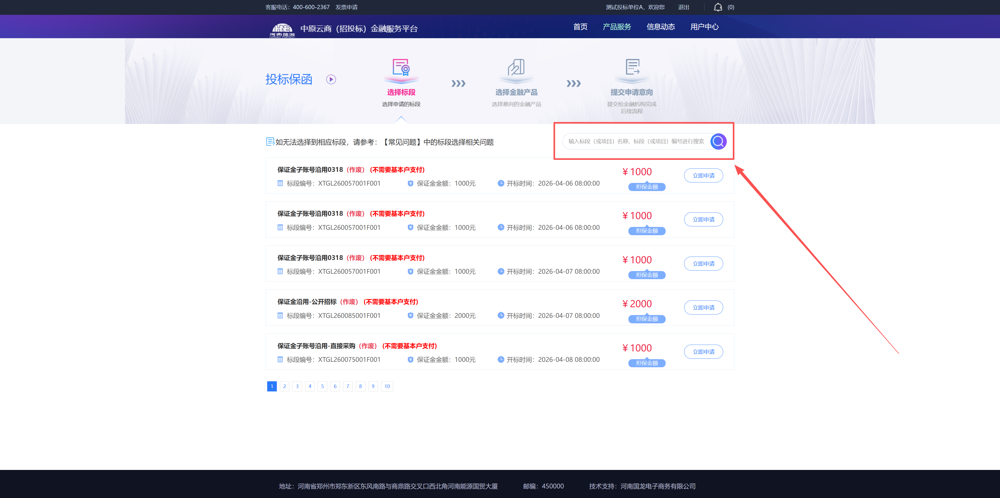 客服电话：400-600-2367 发票申请 测试投标单位A，欢迎您 退出 (0)
HNE
河南能源
HENAN ENERGY
中原云商（招投标）金融服务平台 首页 产品服务 信息动态 用户中心
投标保函
选择标段 选择金融产品 提交申请意向
选择申请的标段 选择意向的金融产品 提交给金融机构完成
后续流程
如无法选择到相应标段，请参考：【常见问题】中的标段选择相关问题 输入标段（或项目）名称、标段（或项目）编号进行搜索
保证金子账号沿用0318（作废）(不需要基本户支付) ￥1000 立即申请
标段编号：XTGL260057001F001 保证金金额：1000元 开标时间：2026-04-06 08:00:00 担保金额
保证金子账号沿用0318（作废）(不需要基本户支付) ￥1000 立即申请
标段编号：XTGL260057001F001 保证金金额：1000元 开标时间：2026-04-06 08:00:00 担保金额
保证金子账号沿用0318（作废）(不需要基本户支付) ￥1000 立即申请
标段编号：XTGL260057001F001 保证金金额：1000元 开标时间：2026-04-07 08:00:00 担保金额
保证金沿用-公开招标（作废）(不需要基本户支付) ￥2000 立即申请
标段编号：XTGL260085001F001 保证金金额：2000元 开标时间：2026-04-07 08:00:00 担保金额
保证金子账号沿用-直接采购（作废）(不需要基本户支付) ￥1000 立即申请
标段编号：XTGL260075001F001 保证金金额：1000元 开标时间：2026-04-08 08:00:00 担保金额
1 2 3 4 5 6 7 8 9 10
地址：河南省郑州市郑东新区东风南路与商鼎路交叉口西北角河南能源国贸大厦 邮编：450000 技术支持：河南国龙电子商务有限公司